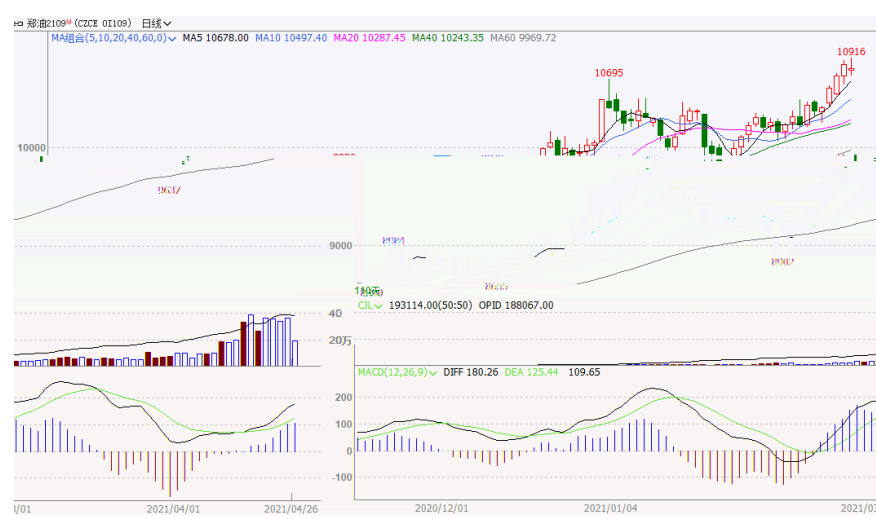 郑油2109M (CZCE OI109) 日线
MA组合(5,10,20,40,60,0) MA5 10678.00 MA10 10497.40 MA20 10287.45 MA40 10243.35 MA60 9969.72
10916
10695
10000
9637
9000
8984
8902
8655
CJL 193114.00(50:50) OPID 188067.00
40
20万
MACD(12,26,9) DIFF 180.26 DEA 125.44 109.65
200
100
0
-100
/01 2021/04/01 2021/04/26 2020/12/01 2021/01/04 2021/03